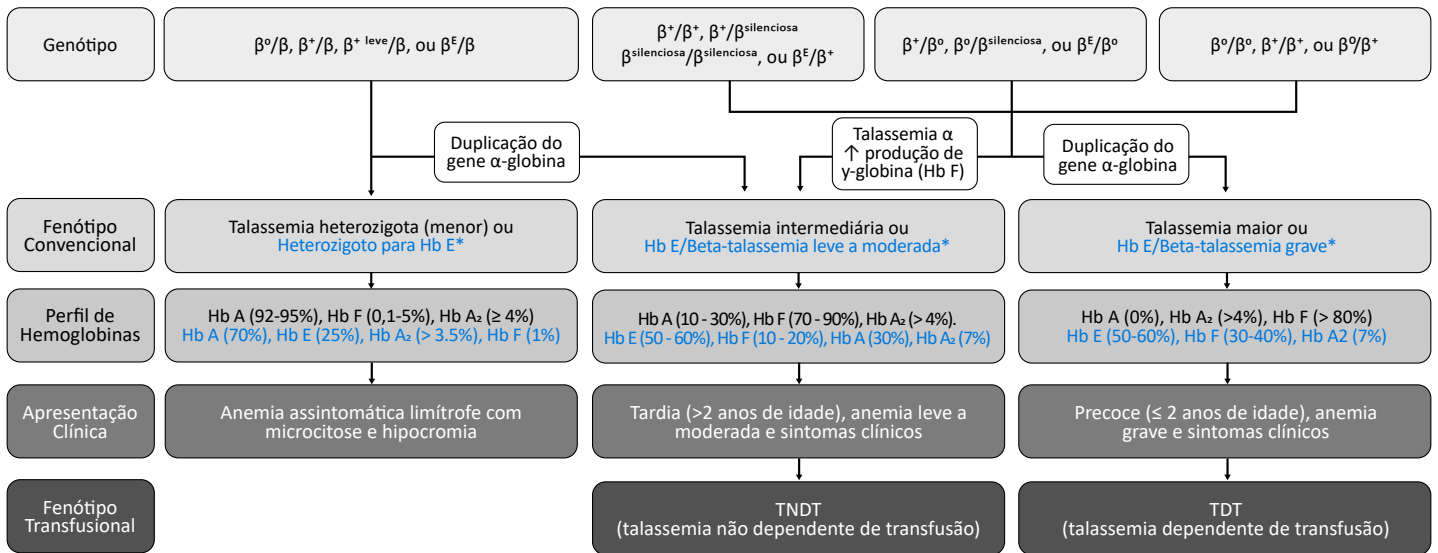 Genótipo
β⁰/β, β⁺/β, β⁺ ˡᵉᵛᵉ/β, ou βᴱ/β
β⁺/β⁺, β⁺/βˢⁱˡᵉⁿᶜⁱᵒˢᵃ
βˢⁱˡᵉⁿᶜⁱᵒˢᵃ/βˢⁱˡᵉⁿᶜⁱᵒˢᵃ, ou βᴱ/β⁺
β⁺/β⁰, β⁰/βˢⁱˡᵉⁿᶜⁱᵒˢᵃ, ou βᴱ/β⁰
β⁰/β⁰, β⁺/β⁺, ou β⁰/β⁺
Duplicação do
gene α-globina
Talassemia α
↑ produção de
y-globina (Hb F)
Duplicação do
gene α-globina
Fenótipo
Convencional
Talassemia heterozigota (menor) ou
Heterozigoto para Hb E*
Talassemia intermediária ou
Hb E/Beta-talassemia leve a moderada*
Talassemia maior ou
Hb E/Beta-talassemia grave*
Perfil de
Hemoglobinas
Hb A (92-95%), Hb F (0,1-5%), Hb A₂ (≥ 4%)
Hb A (70%), Hb E (25%), Hb A₂ (> 3.5%), Hb F (1%)
Hb A (10 - 30%), Hb F (70 - 90%), Hb A₂ (> 4%).
Hb E (50 - 60%), Hb F (10 - 20%), Hb A (30%), Hb A₂ (7%)
Hb A (0%), Hb A₂ (>4%), Hb F (> 80%)
Hb E (50-60%), Hb F (30-40%), Hb A2 (7%)
Apresentação
Clínica
Anemia assintomática limítrofe com
microcitose e hipocromia
Tardia (>2 anos de idade), anemia leve a
moderada e sintomas clínicos
Precoce (≤ 2 anos de idade), anemia
grave e sintomas clínicos
Fenótipo
Transfusional
TNDT
(talassemia não dependente de transfusão)
TDT
(talassemia dependente de transfusão)